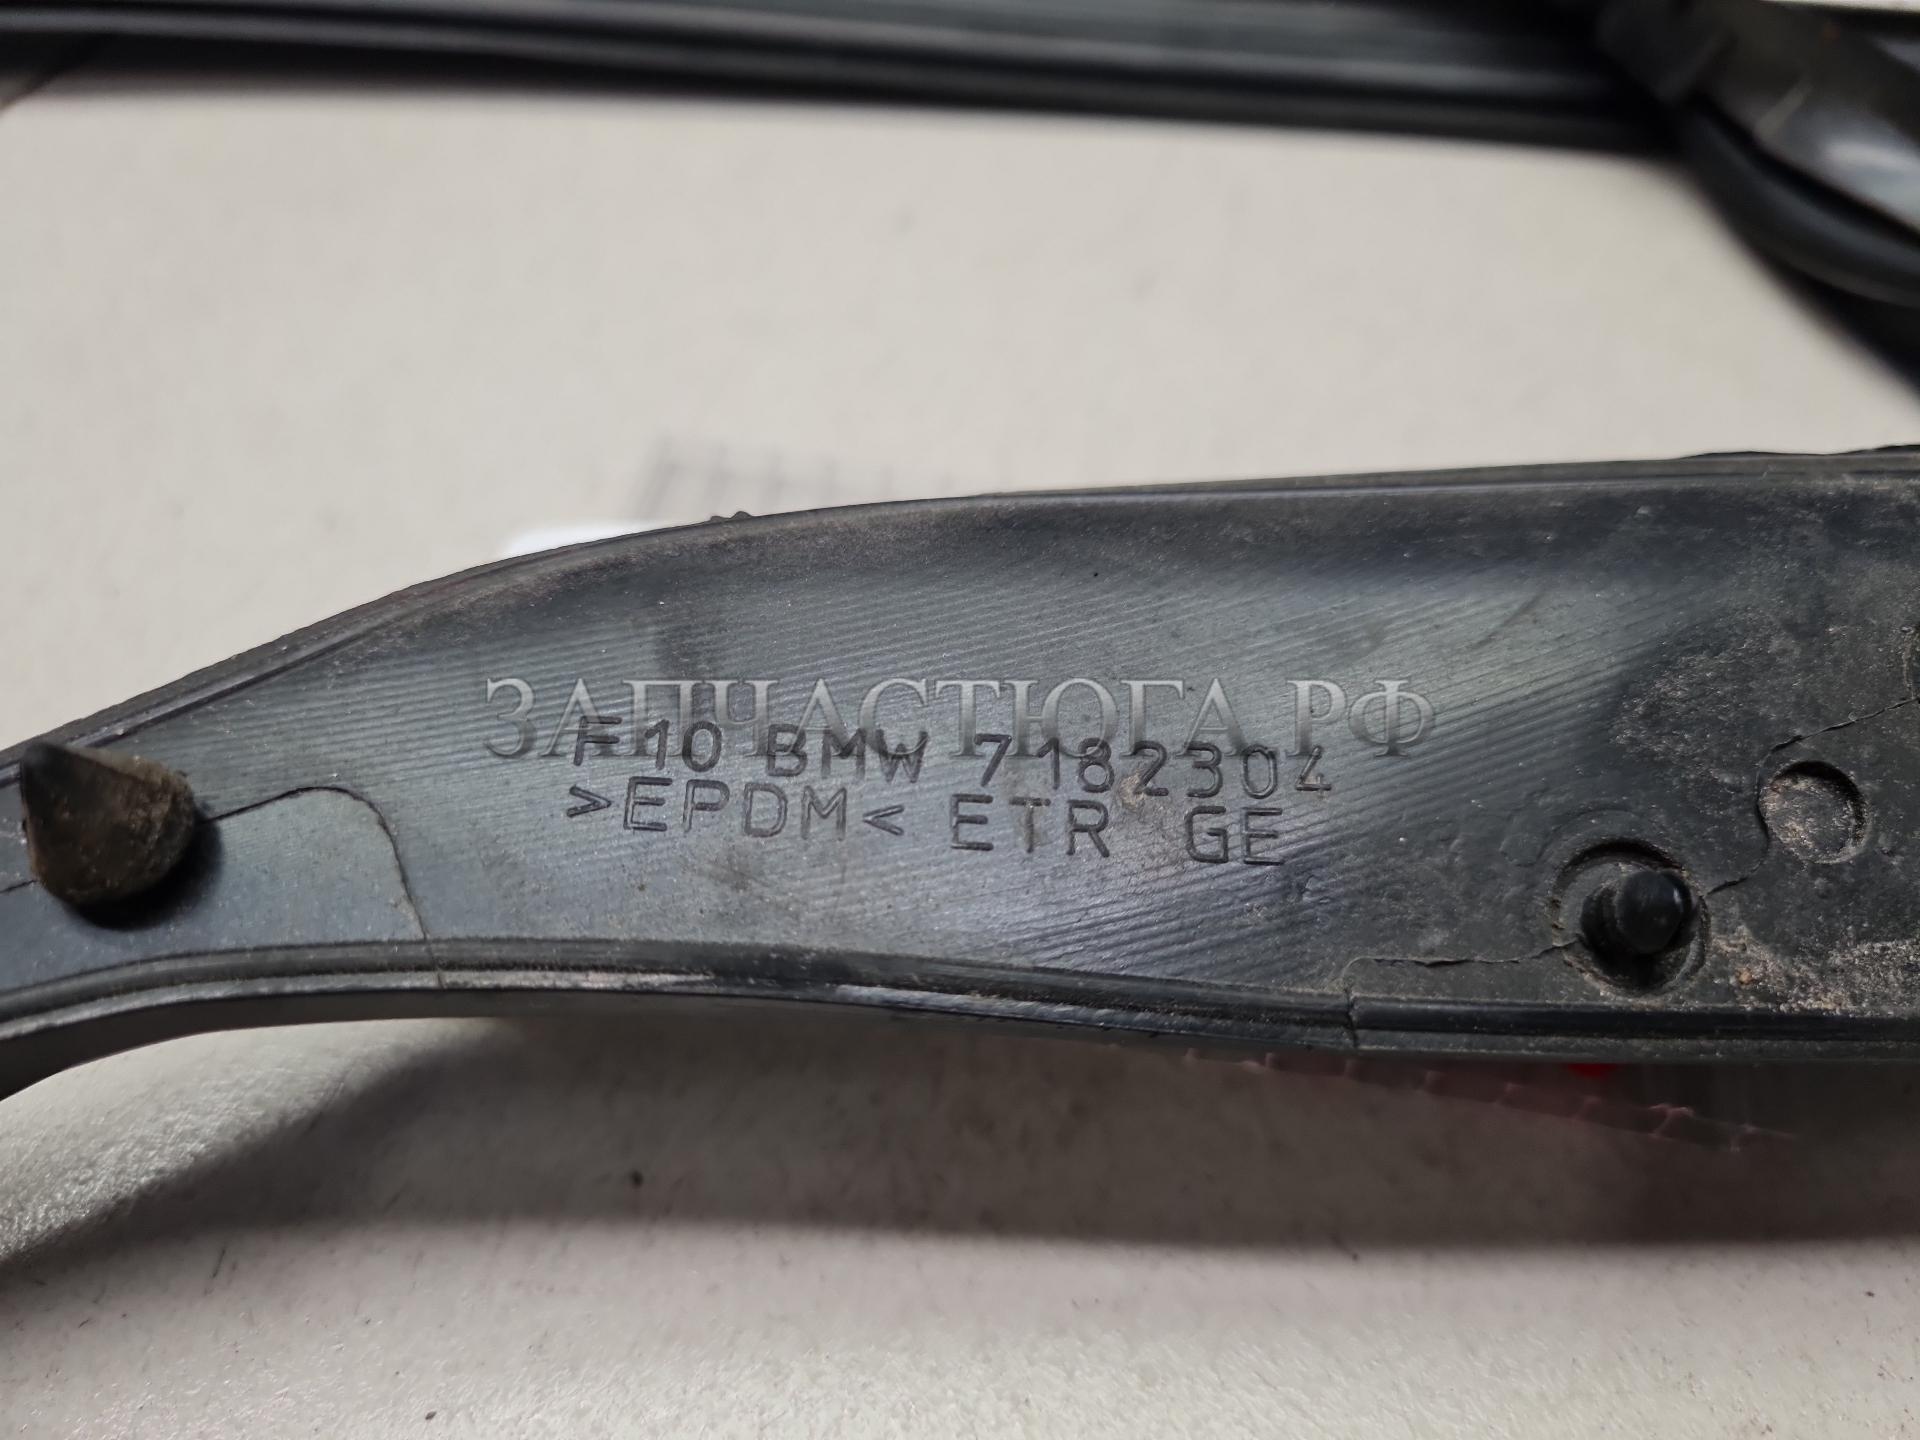 ЗАПЧАСТЮГА.РФ
F10 BMW 7182304
>EPDM< ETR GE